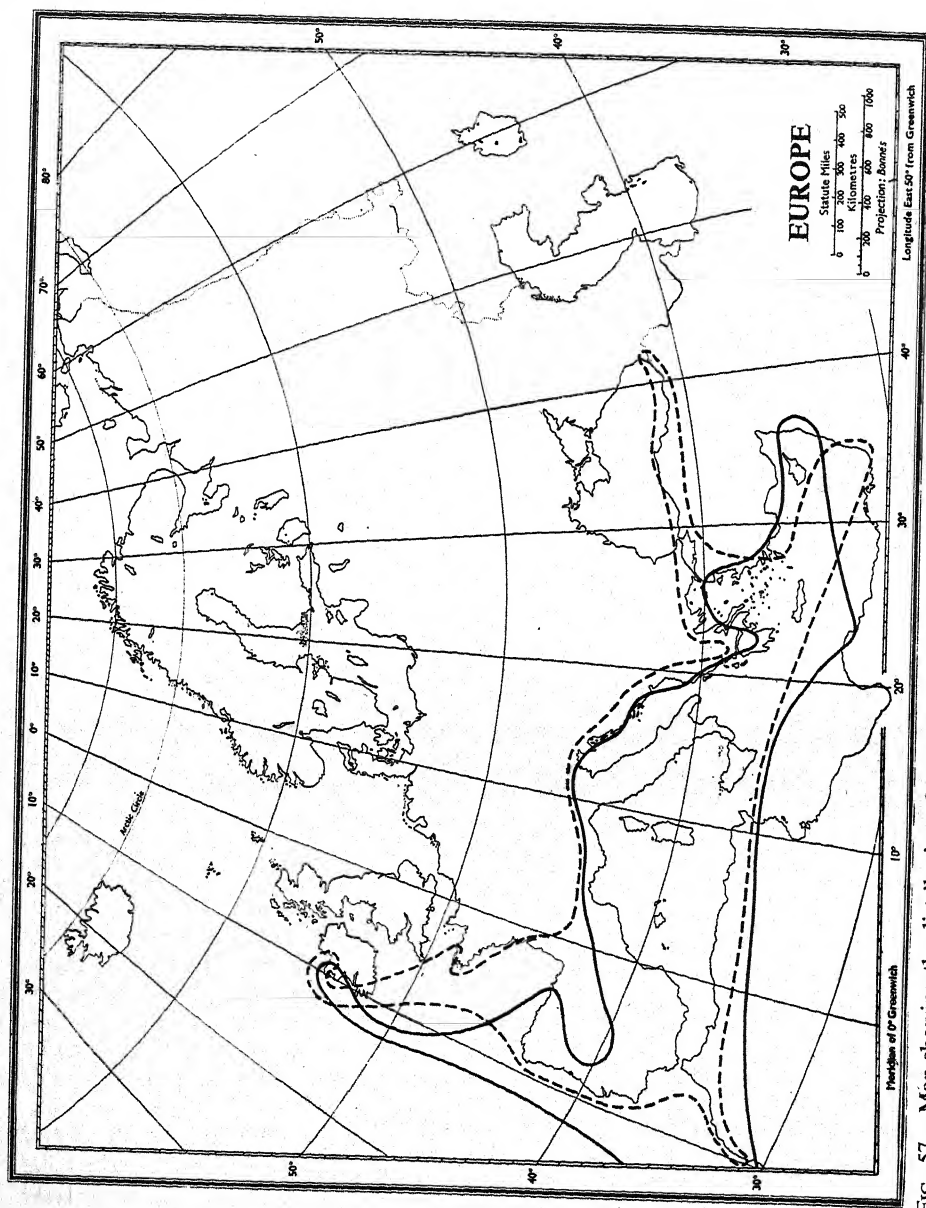 30° 20° 10° 0° 10° 20° 30° 40° 50° 60° 70° 80°
Arctic Circle
50°
50°
40°
40°
30°
30°
30°
EUROPE
Statute Miles
0 100 200 300 400 500
Kilometres
0 200 400 600 800 1000
Projection: Bonnes
Meridian of 0° Greenwich 10° 20° 40° Longitude East 50° from Greenwich
FIG. 57. Map showing the